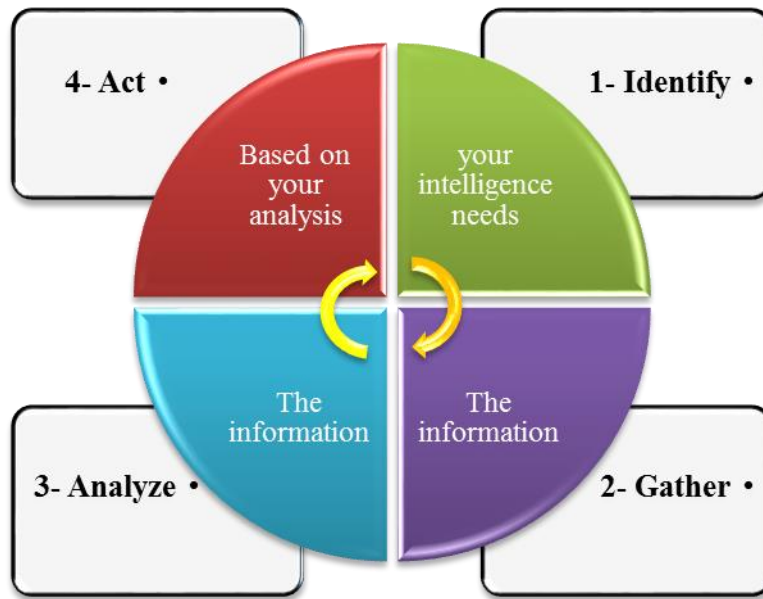 4- Act •
1- Identify •
Based on
your
analysis
your
intelligence
needs
The
information
The
information
3- Analyze •
2- Gather •